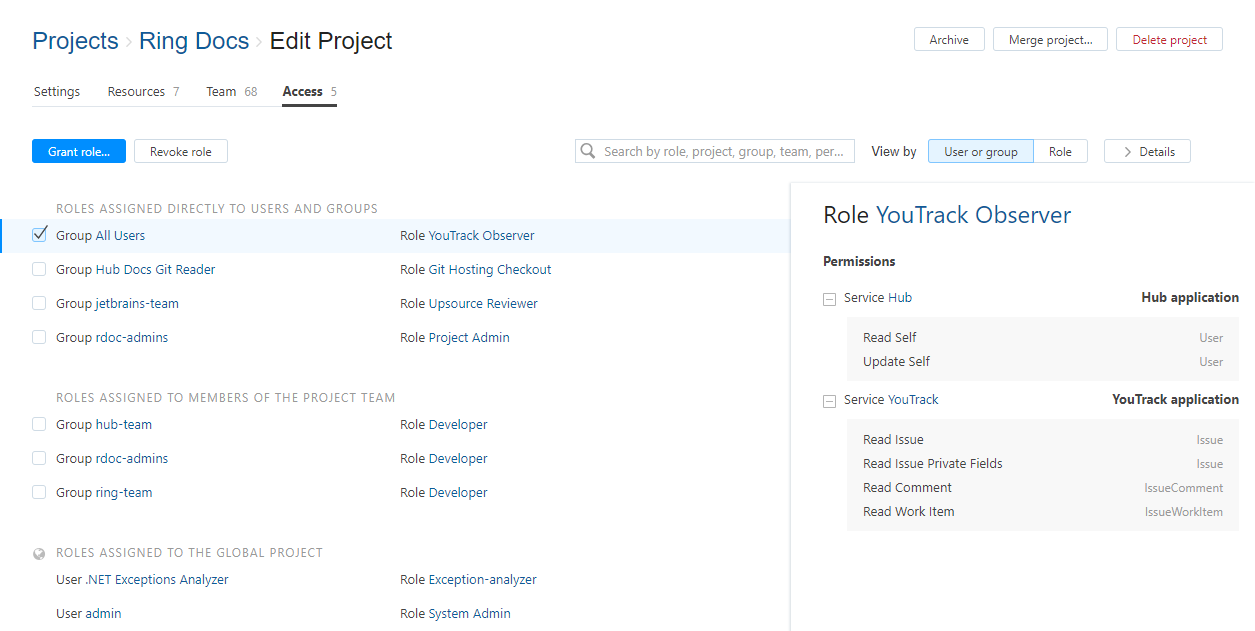 Projects › Ring Docs › Edit Project
Archive
Merge project...
Delete project
Settings
Resources 7
Team 68
Access 5
Grant role...
Revoke role
Search by role, project, group, team, per...
View by
User or group
Role
Details
ROLES ASSIGNED DIRECTLY TO USERS AND GROUPS
Group All Users Role YouTrack Observer
Group Hub Docs Git Reader Role Git Hosting Checkout
Group jetbrains-team Role Upsource Reviewer
Group rdoc-admins Role Project Admin
ROLES ASSIGNED TO MEMBERS OF THE PROJECT TEAM
Group hub-team Role Developer
Group rdoc-admins Role Developer
Group ring-team Role Developer
ROLES ASSIGNED TO THE GLOBAL PROJECT
User .NET Exceptions Analyzer Role Exception-analyzer
User admin Role System Admin
Role YouTrack Observer
Permissions
Service Hub Hub application
Read Self User
Update Self User
Service YouTrack YouTrack application
Read Issue Issue
Read Issue Private Fields Issue
Read Comment IssueComment
Read Work Item IssueWorkItem